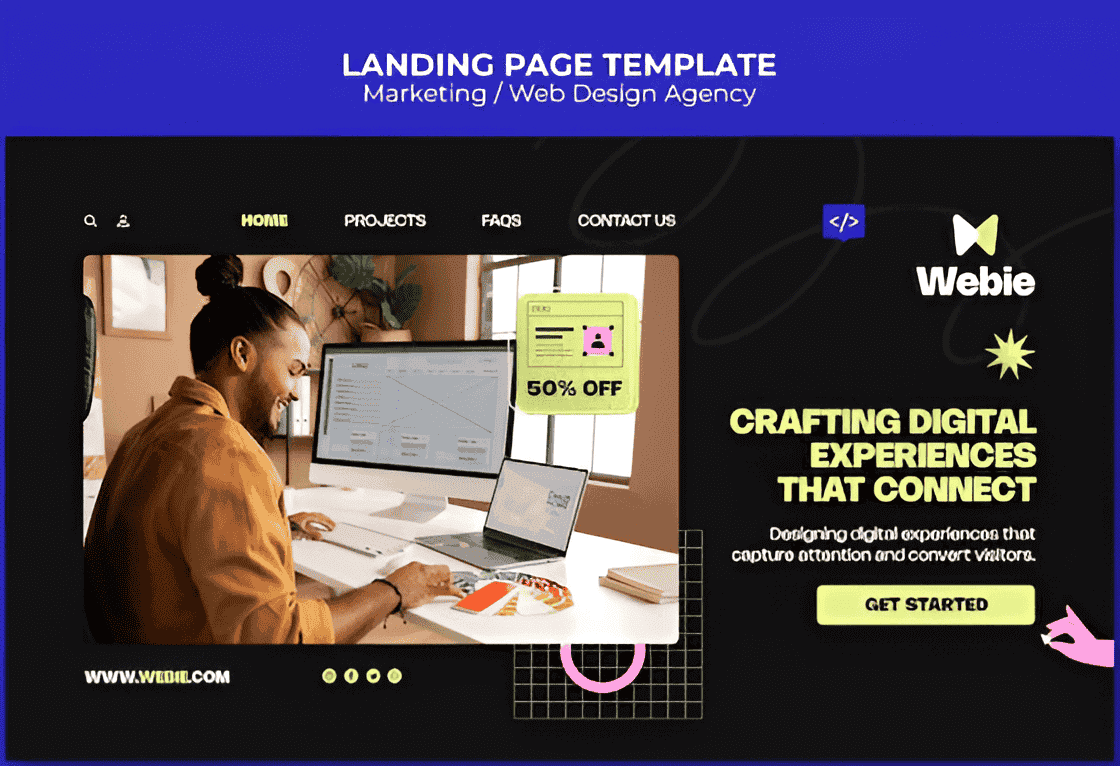 LANDING PAGE TEMPLATE
Marketing / Web Design Agency
HOME
PROJECTS
FAQS
CONTACT US
</>
Webie
50% OFF
CRAFTING DIGITAL
EXPERIENCES
THAT CONNECT
Designing digital experiences that
capture attention and convert visitors.
GET STARTED
WWW.WEBIE.COM